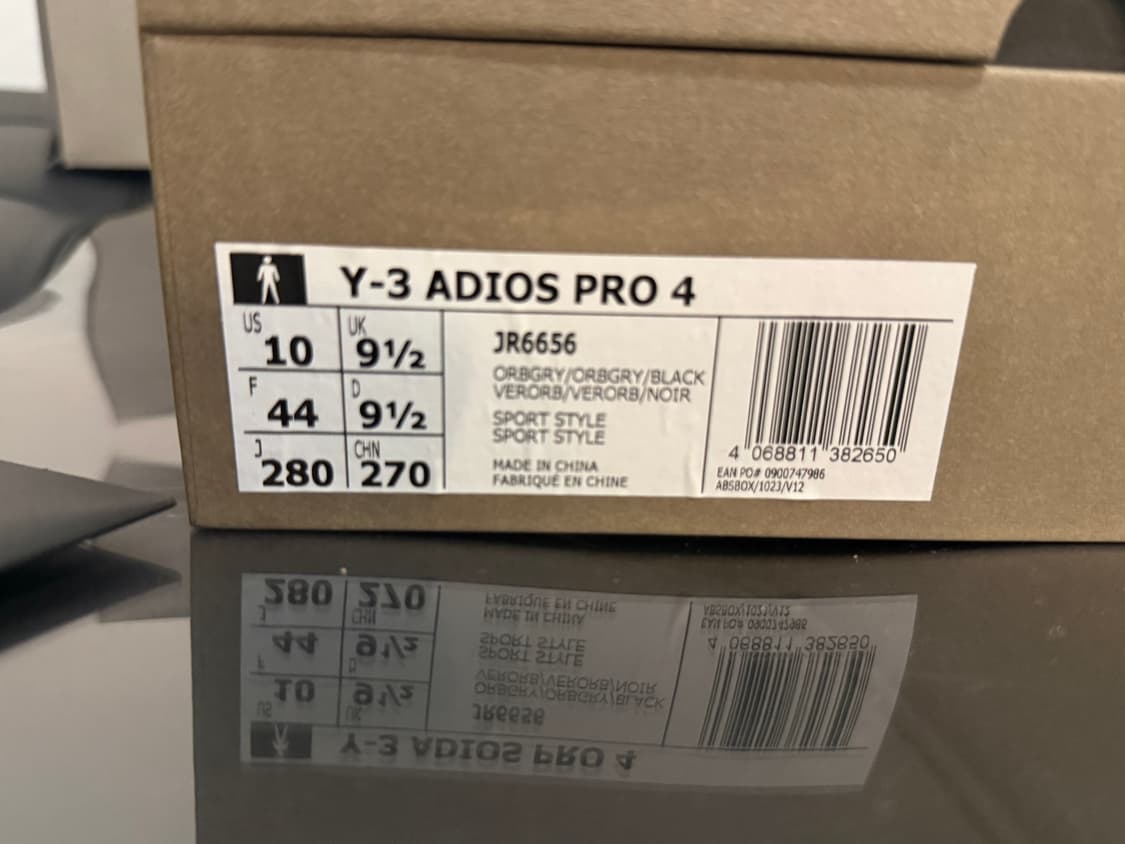 Y-3 ADIOS PRO 4
US 10 UK 9½
F 44 D 9½
J 280 CHN 270
JR6656
ORBGRY/ORBGRY/BLACK
VERORB/VERORB/NOIR
SPORT STYLE
SPORT STYLE
MADE IN CHINA
FABRIQUÉ EN CHINE
4 068811 382650
EAN PO# 0900747986
ABSBOX/1023/V12